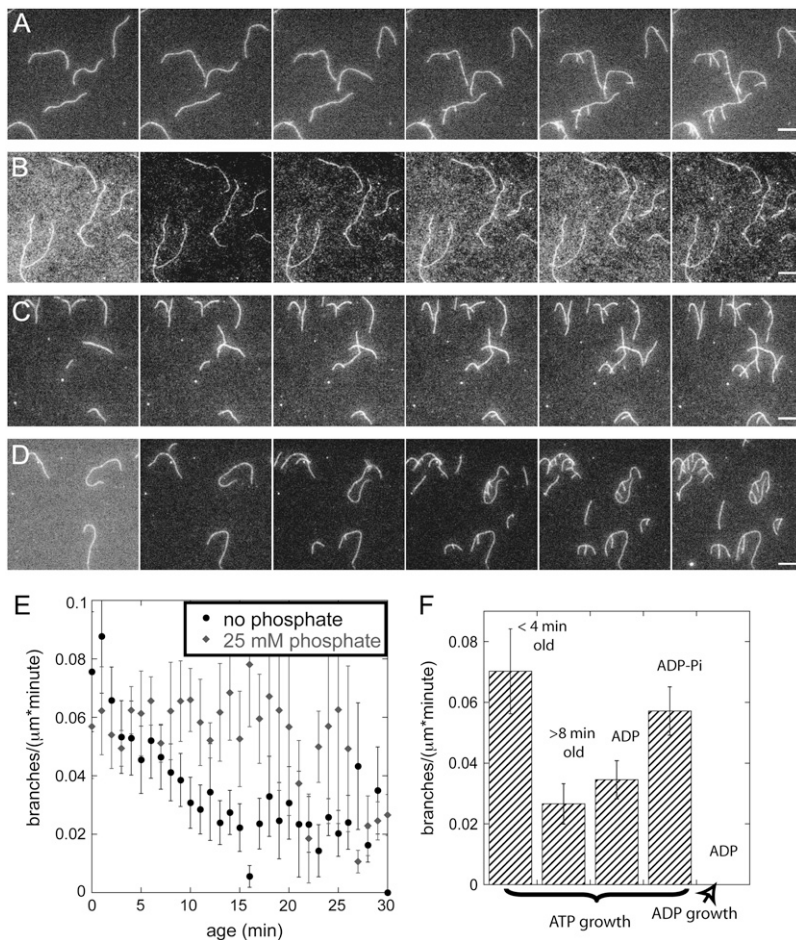 A
B
C
D
E
0.1
0.08
0.06
0.04
0.02
0
branches/(μm*minute)
no phosphate
25 mM phosphate
0 5 10 15 20 25 30
age (min)
F
0.08
0.06
0.04
0.02
0
branches/(μm*minute)
< 4 min
old
>8 min
old
ADP
ADP-Pi
ADP
ATP growth
ADP growth